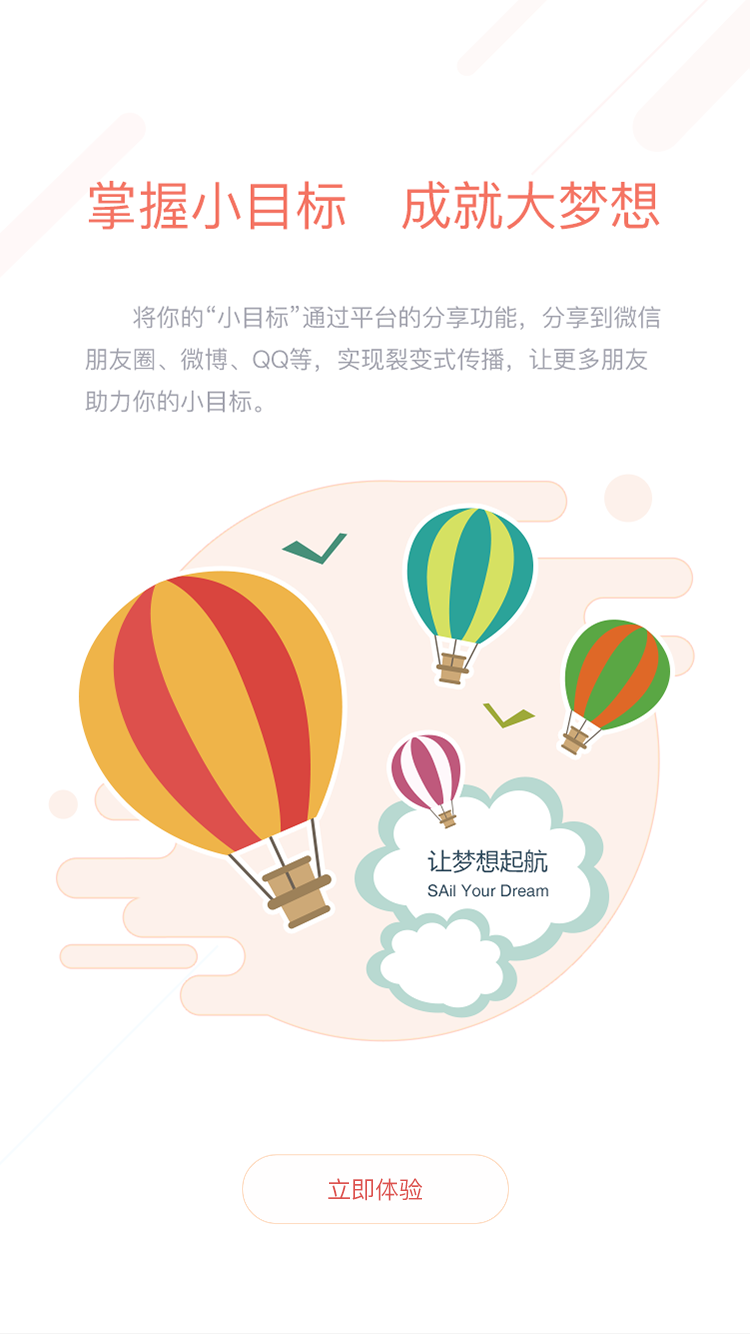 掌握小目标 成就大梦想
将你的“小目标”通过平台的分享功能，分享到微信
朋友圈、微博、QQ等，实现裂变式传播，让更多朋友
助力你的小目标。
让梦想起航
SAil Your Dream
立即体验